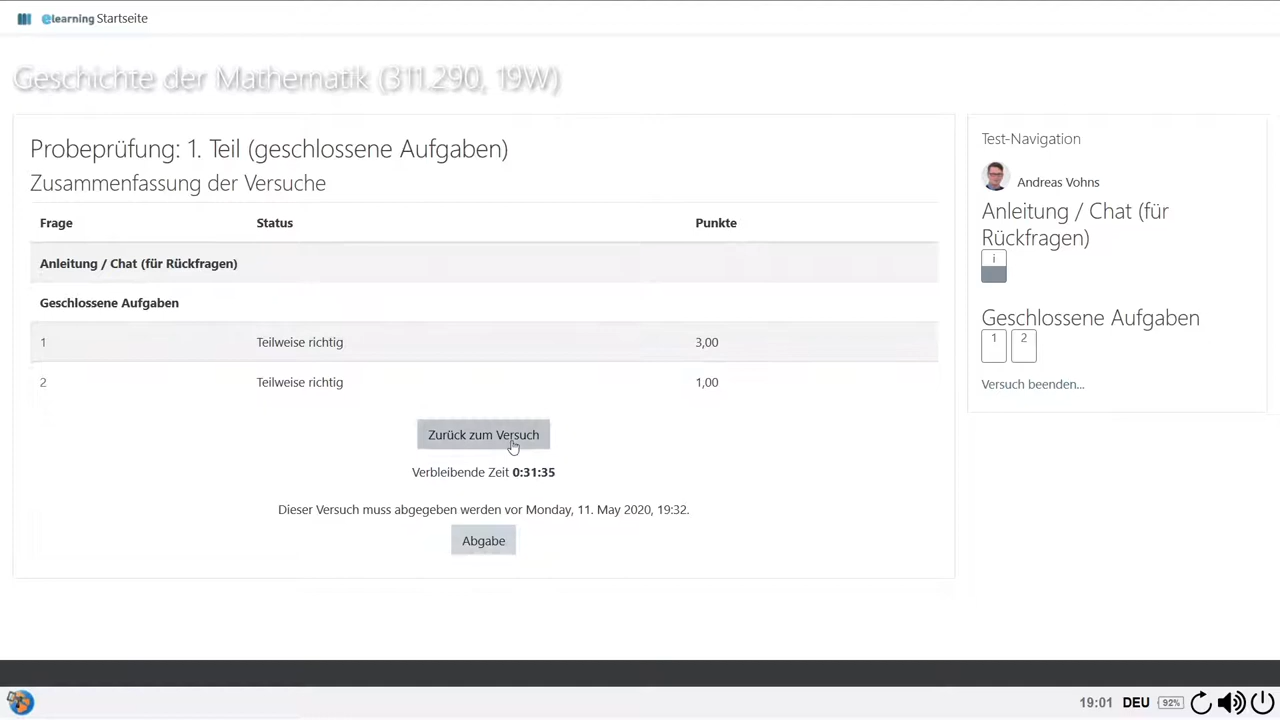 elearning Startseite
Geschichte der Mathematik (311.290, 19W)
Probeprüfung: 1. Teil (geschlossene Aufgaben)
Zusammenfassung der Versuche
Frage Status Punkte
Anleitung / Chat (für Rückfragen)
Geschlossene Aufgaben
1 Teilweise richtig 3,00
2 Teilweise richtig 1,00
Zurück zum Versuch
Verbleibende Zeit 0:31:35
Dieser Versuch muss abgegeben werden vor Monday, 11. May 2020, 19:32.
Abgabe
Test-Navigation
Andreas Vohns
Anleitung / Chat (für
Rückfragen)
i
Geschlossene Aufgaben
1 2
Versuch beenden...
19:01 DEU 92%